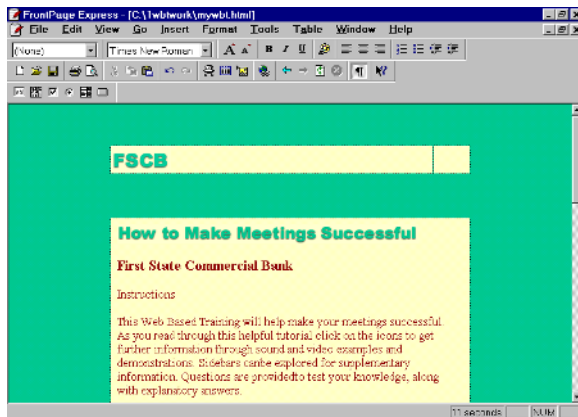 FrontPage Express - [C:\1wbtwork\mywbt.html]
File Edit View Go Insert Format Tools Table Window Help
(None) Times New Roman A A B I U
FSCB
How to Make Meetings Successful
First State Commercial Bank
Instructions
This Web Based Training will help make your meetings successful.
As you read through this helpful tutorial click on the icons to get
further information through sound and video examples and
demonstrations. Sidebars canbe explored for supplementary
information. Questions are providedto test your knowledge, along
with explanatory answers.
11 seconds NUM